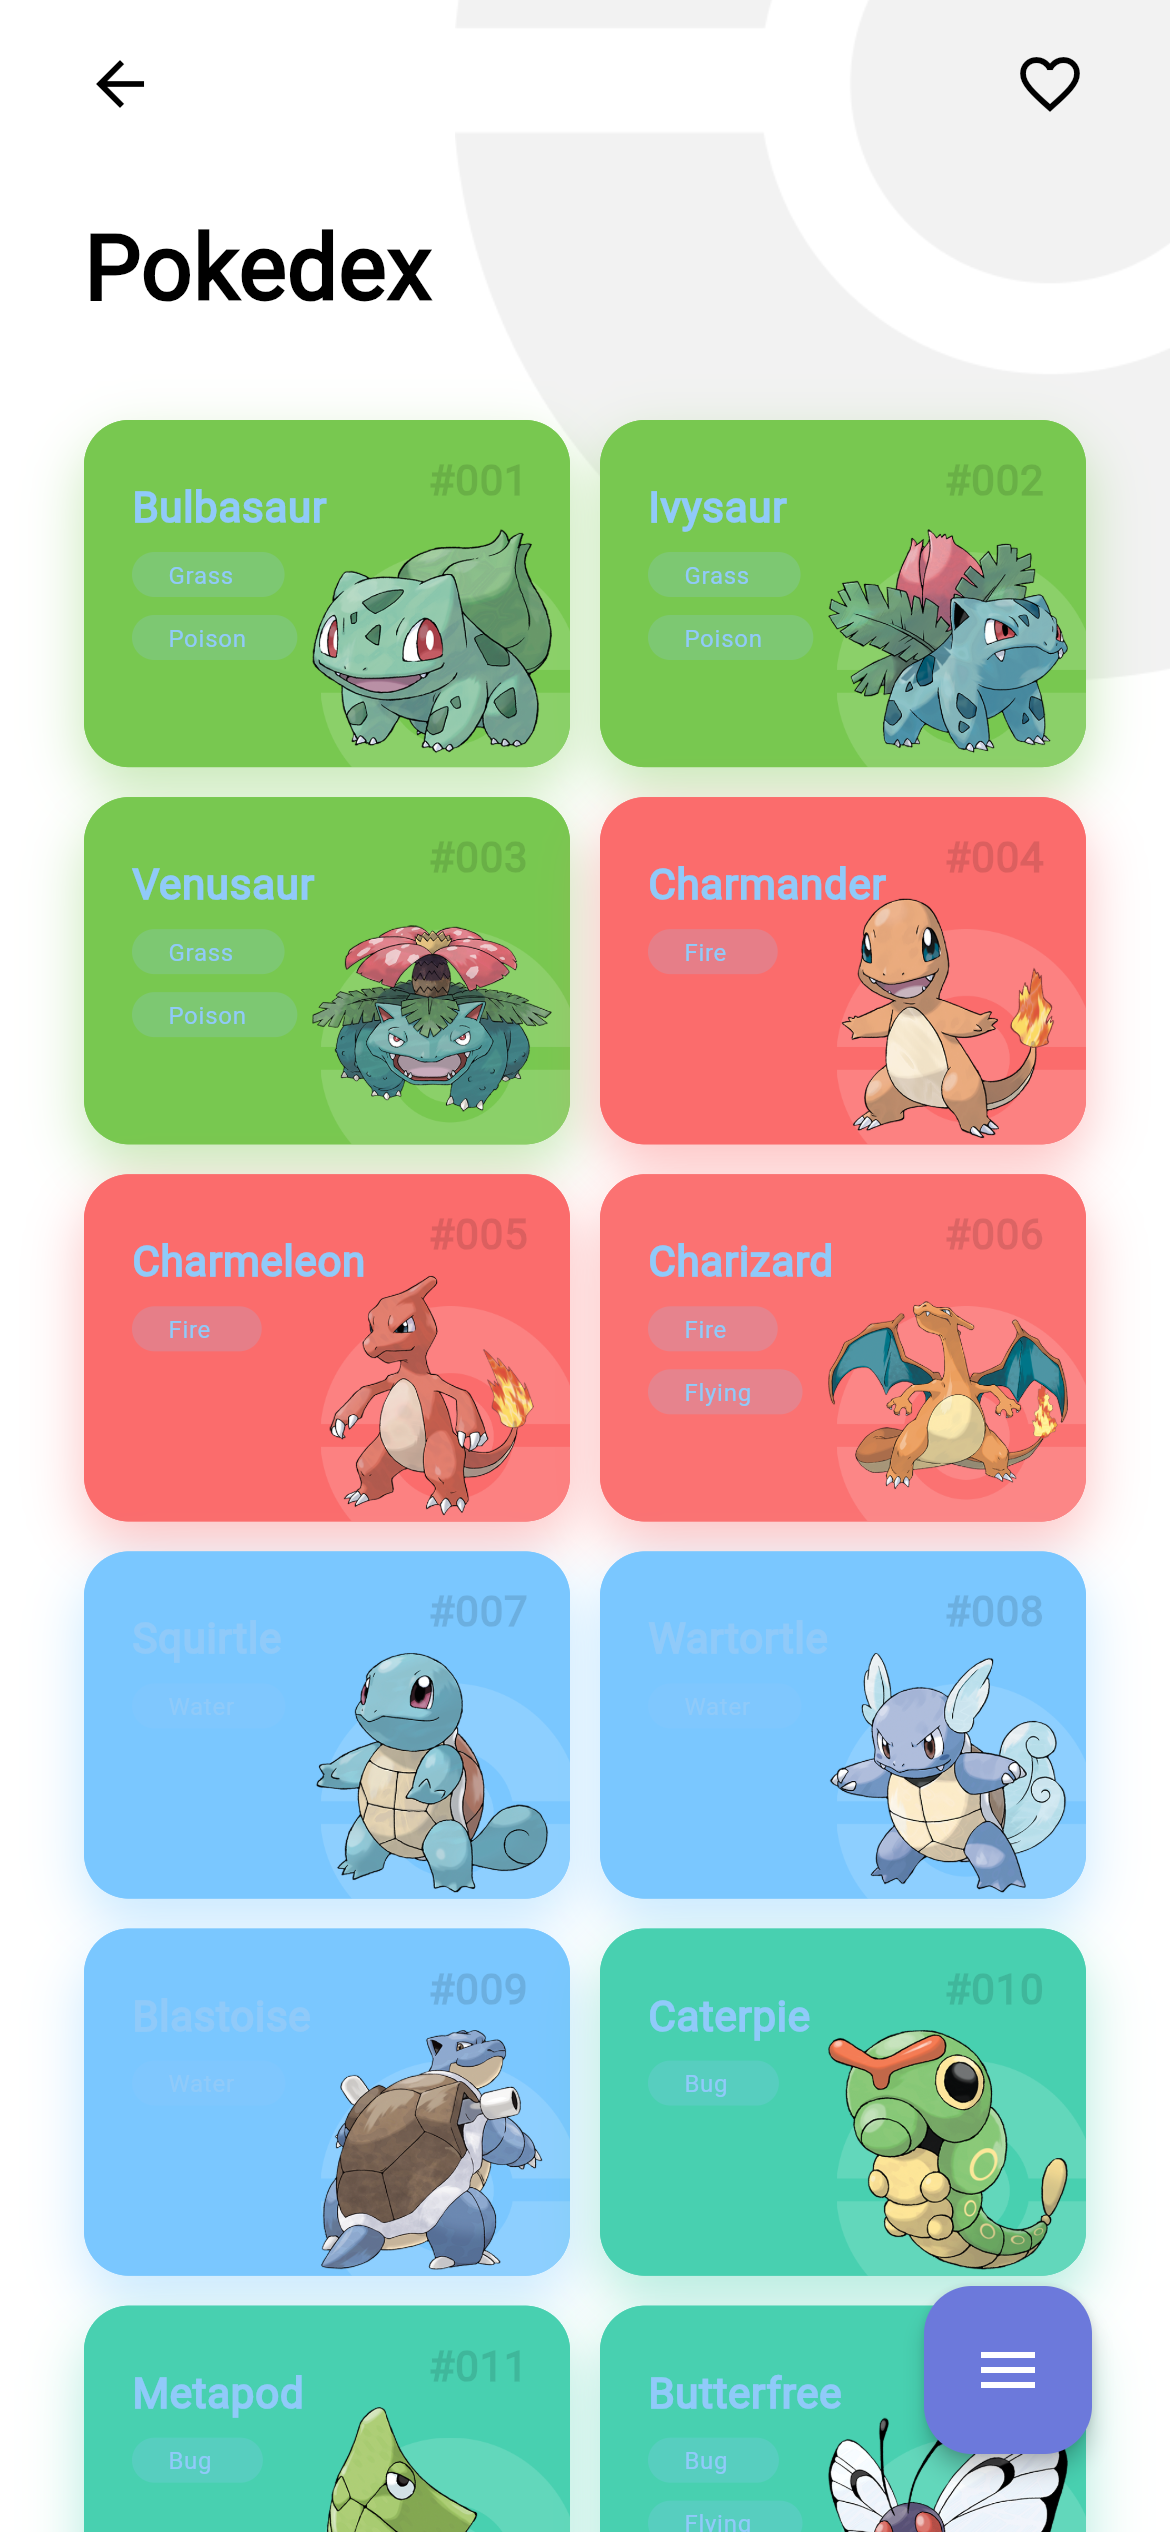 Pokedex
#001
Bulbasaur
Grass
Poison
#002
Ivysaur
Grass
Poison
#003
Venusaur
Grass
Poison
#004
Charmander
Fire
#005
Charmeleon
Fire
#006
Charizard
Fire
Flying
#007
Squirtle
Water
#008
Wartortle
Water
#009
Blastoise
Water
#010
Caterpie
Bug
#011
Metapod
Bug
Butterfree
Bug
Flying